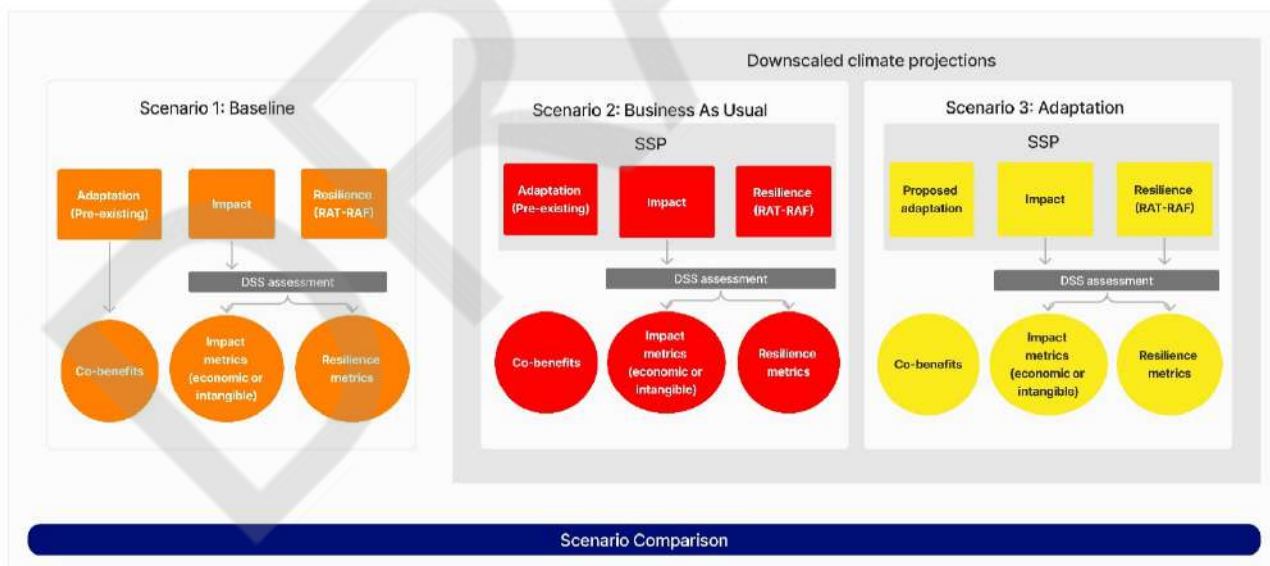 Downscaled climate projections
Scenario 1: Baseline
Adaptation
(Pre-existing)
Impact
Resilience
(RAT-RAF)
DSS assessment
Co-benefits
Impact
metrics
(economic or
intangible)
Resilience
metrics
Scenario 2: Business As Usual
SSP
Adaptation
(Pre-existing)
Impact
Resilience
(RAT-RAF)
DSS assessment
Co-benefits
Impact
metrics
(economic or
intangible)
Resilience
metrics
Scenario 3: Adaptation
SSP
Proposed
adaptation
Impact
Resilience
(RAT-RAF)
DSS assessment
Co-benefits
Impact
metrics
(economic or
intangible)
Resilience
metrics
Scenario Comparison